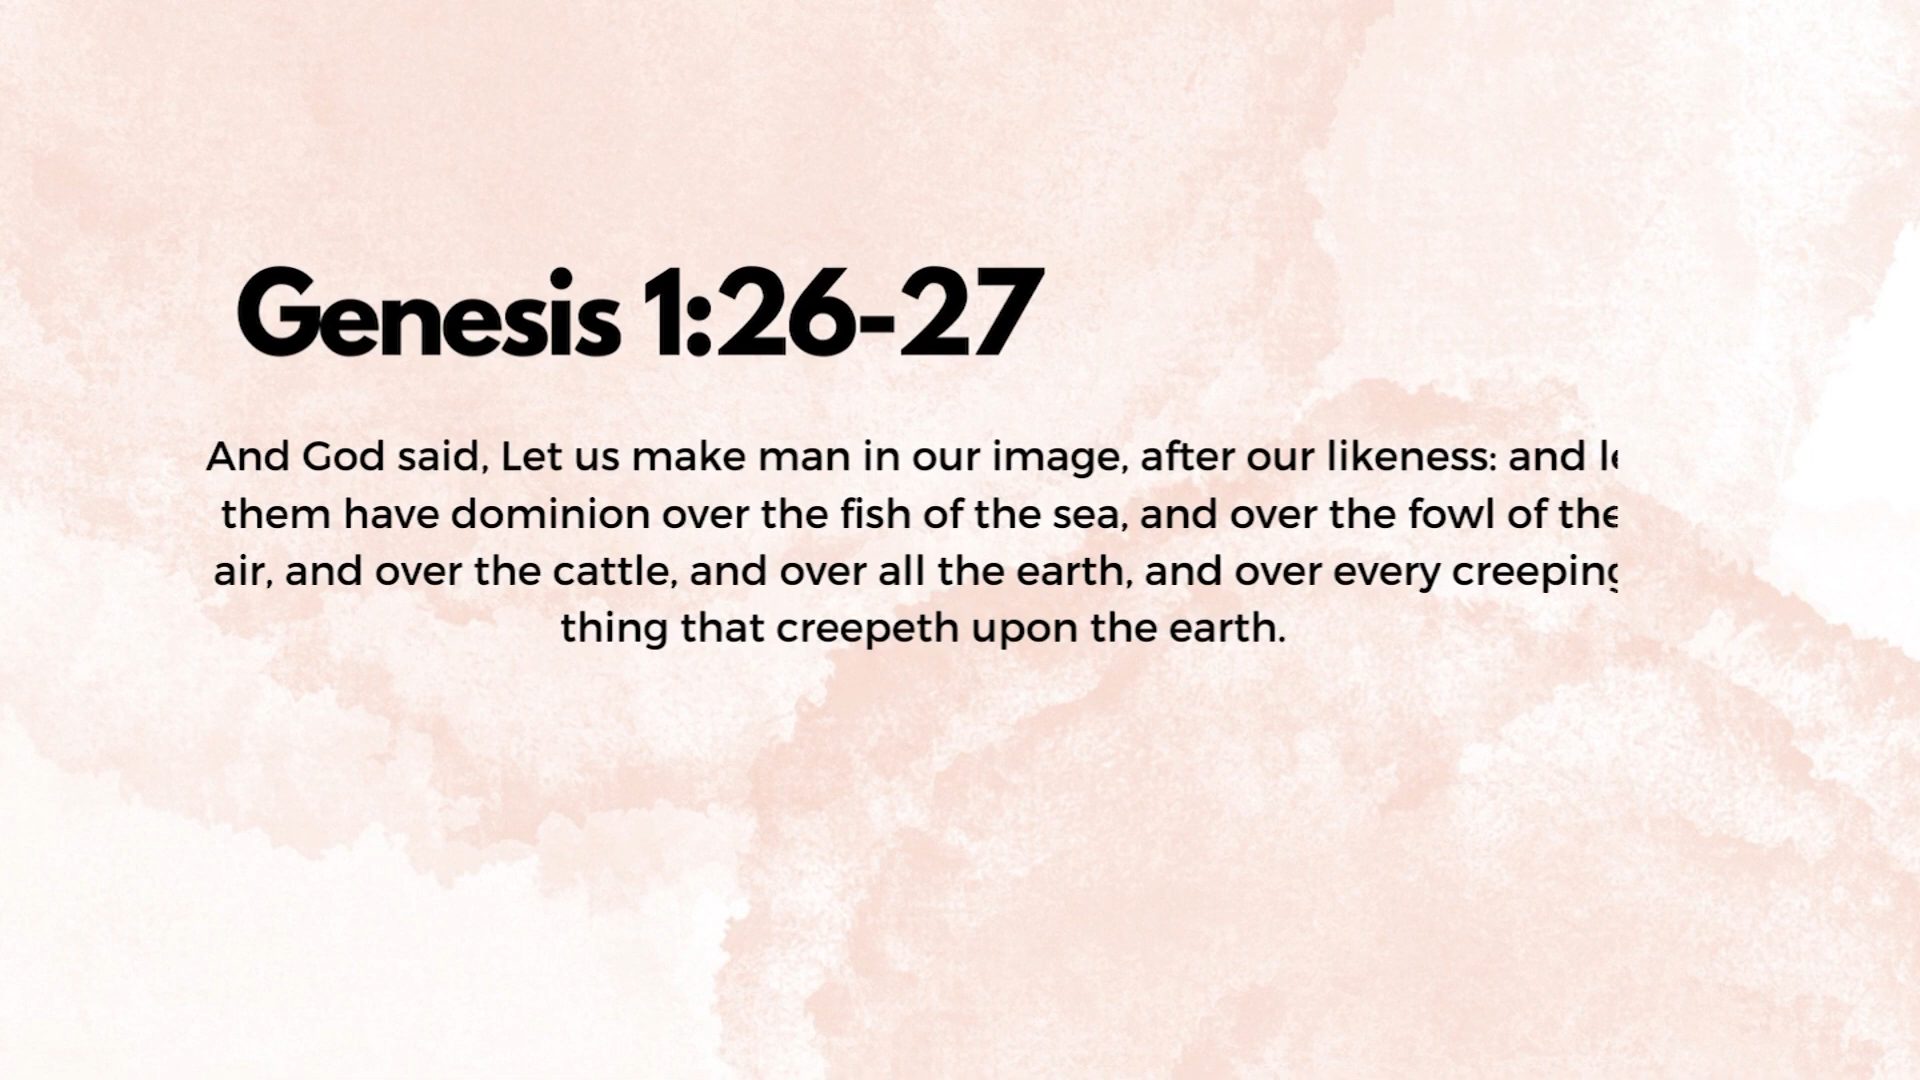 Genesis 1:26-27
And God said, Let us make man in our image, after our likeness: and le
them have dominion over the fish of the sea, and over the fowl of the
air, and over the cattle, and over all the earth, and over every creeping
thing that creepeth upon the earth.